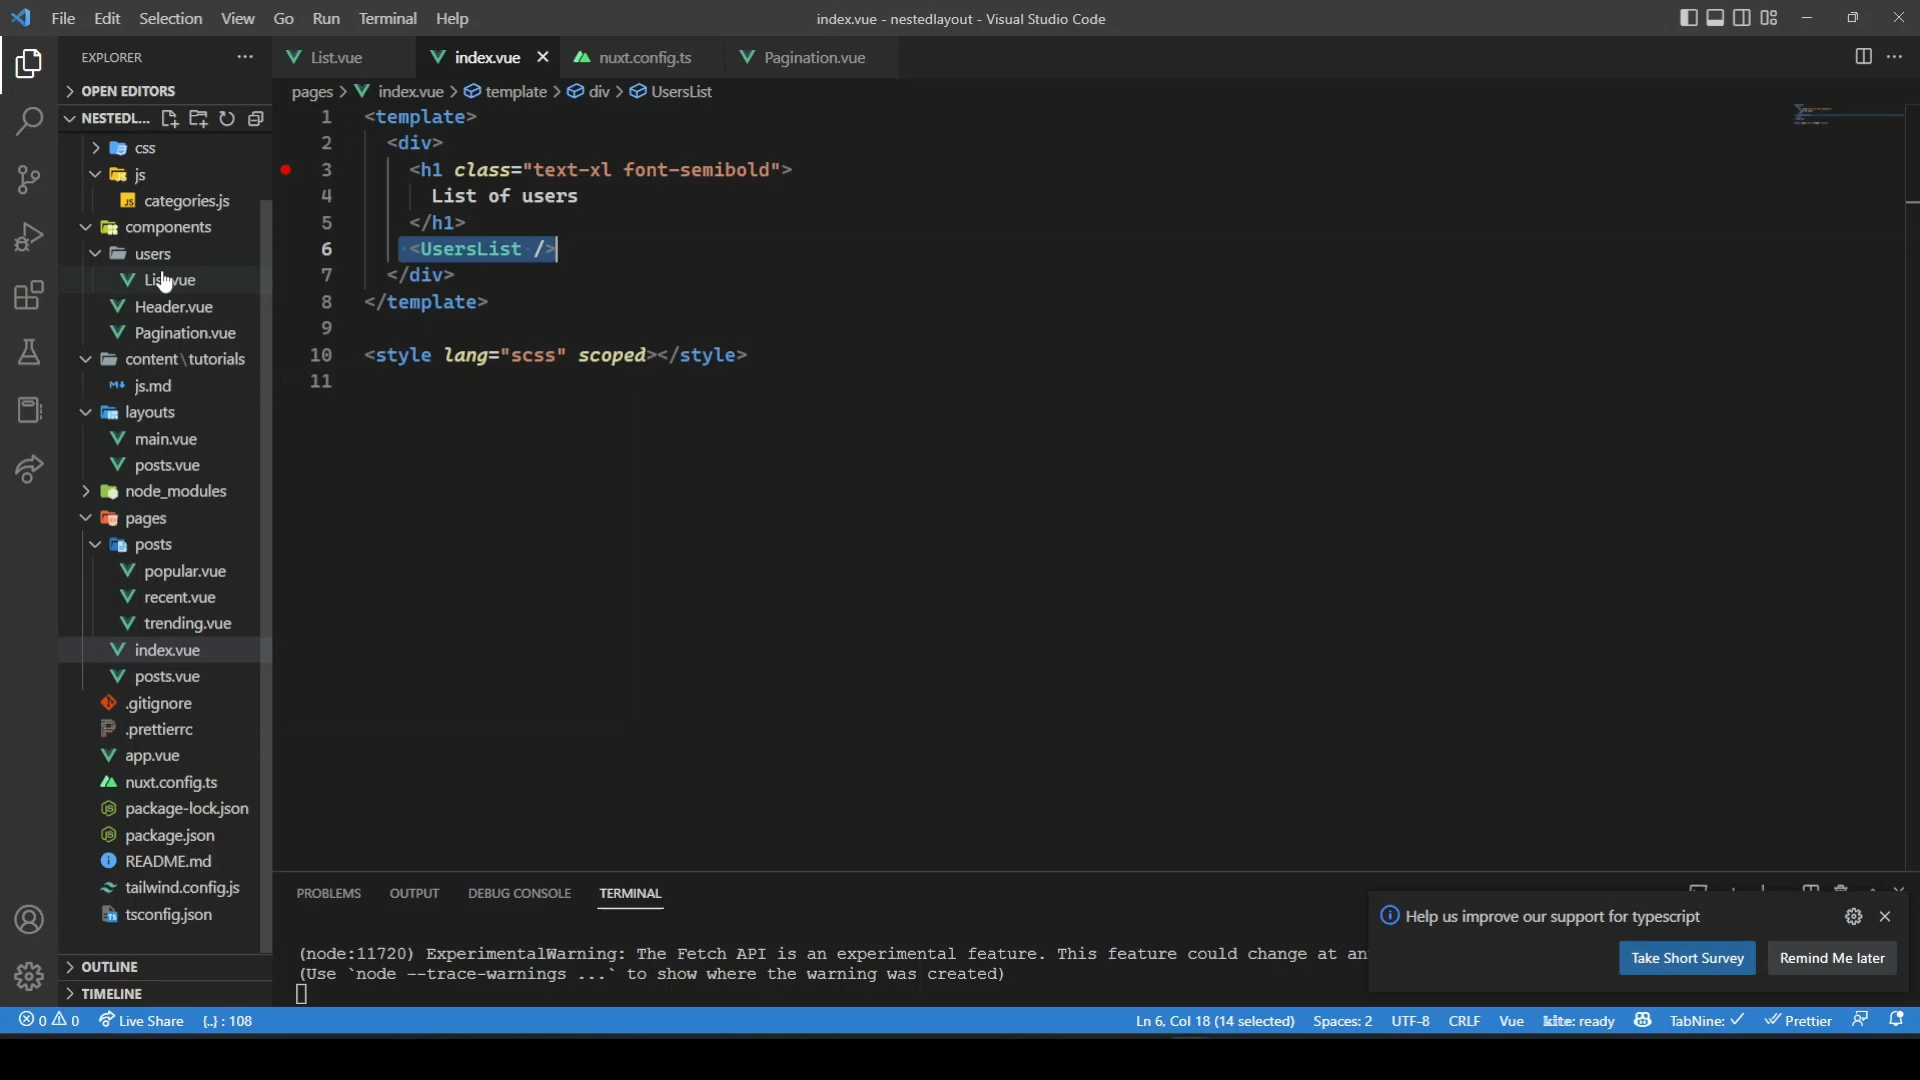 File Edit Selection View Go Run Terminal Help
index.vue - nestedlayout - Visual Studio Code
EXPLORER
OPEN EDITORS
NESTEDL...
css
js
JS categories.js
components
users
List.vue
Header.vue
Pagination.vue
content\tutorials
js.md
layouts
main.vue
posts.vue
node_modules
pages
posts
popular.vue
recent.vue
trending.vue
index.vue
posts.vue
.gitignore
.prettierrc
app.vue
nuxt.config.ts
package-lock.json
package.json
README.md
tailwind.config.js
tsconfig.json
OUTLINE
TIMELINE
List.vue index.vue nuxt.config.ts Pagination.vue
pages > index.vue > template > div > UsersList
1 <template>
2 <div>
3 <h1 class="text-xl font-semibold">
4 List of users
5 </h1>
6 <UsersList />
7 </div>
8 </template>
9
10 <style lang="scss" scoped></style>
11
PROBLEMS OUTPUT DEBUG CONSOLE TERMINAL
(node:11720) ExperimentalWarning: The Fetch API is an experimental feature. This feature could change at an
(Use `node --trace-warnings ...` to show where the warning was created)
Help us improve our support for typescript
Take Short Survey Remind Me later
0 0 Live Share {..} : 108
Ln 6, Col 18 (14 selected) Spaces: 2 UTF-8 CRLF Vue kite: ready TabNine: Prettier